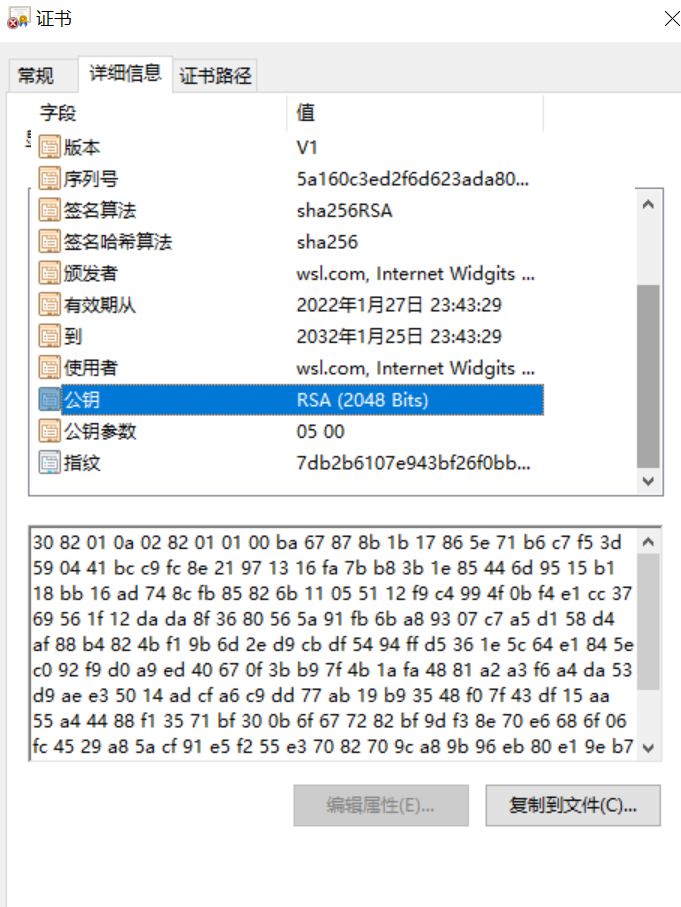 证书
常规 详细信息 证书路径
字段 值
版本 V1
序列号 5a160c3ed2f6d623ada80...
签名算法 sha256RSA
签名哈希算法 sha256
颁发者 wsl.com, Internet Widgits ...
有效期从 2022年1月27日 23:43:29
到 2032年1月25日 23:43:29
使用者 wsl.com, Internet Widgits ...
公钥 RSA (2048 Bits)
公钥参数 05 00
指纹 7db2b6107e943bf26f0bb...
30 82 01 0a 02 82 01 01 00 ba 67 87 8b 1b 17 86 5e 71 b6 c7 f5 3d
59 04 41 bc c9 fc 8e 21 97 13 16 fa 7b b8 3b 1e 85 44 6d 95 15 b1
18 bb 16 ad 74 8c fb 85 82 6b 11 05 51 12 f9 c4 99 4f 0b f4 e1 cc 37
69 56 1f 12 da da 8f 36 80 56 5a 91 fb 6b a8 93 07 c7 a5 d1 58 d4
af 88 b4 82 4b f1 9b 6d 2e d9 cb df 54 94 ff d5 36 1e 5c 64 e1 84 5e
c0 92 f9 d0 a9 ed 40 67 0f 3b b9 7f 4b 1a fa 48 81 a2 a3 f6 a4 da 53
d9 ae e3 50 14 ad cf a6 c9 dd 77 ab 19 b9 35 48 f0 7f 43 df 15 aa
55 a4 44 88 f1 35 71 bf 30 0b 6f 67 72 82 bf 9d f3 8e 70 e6 68 6f 06
fc 45 29 a8 5a cf 91 e5 f2 55 e3 70 82 70 9c a8 9b 96 eb 80 e1 9e b7
编辑属性(E)... 复制到文件(C)...